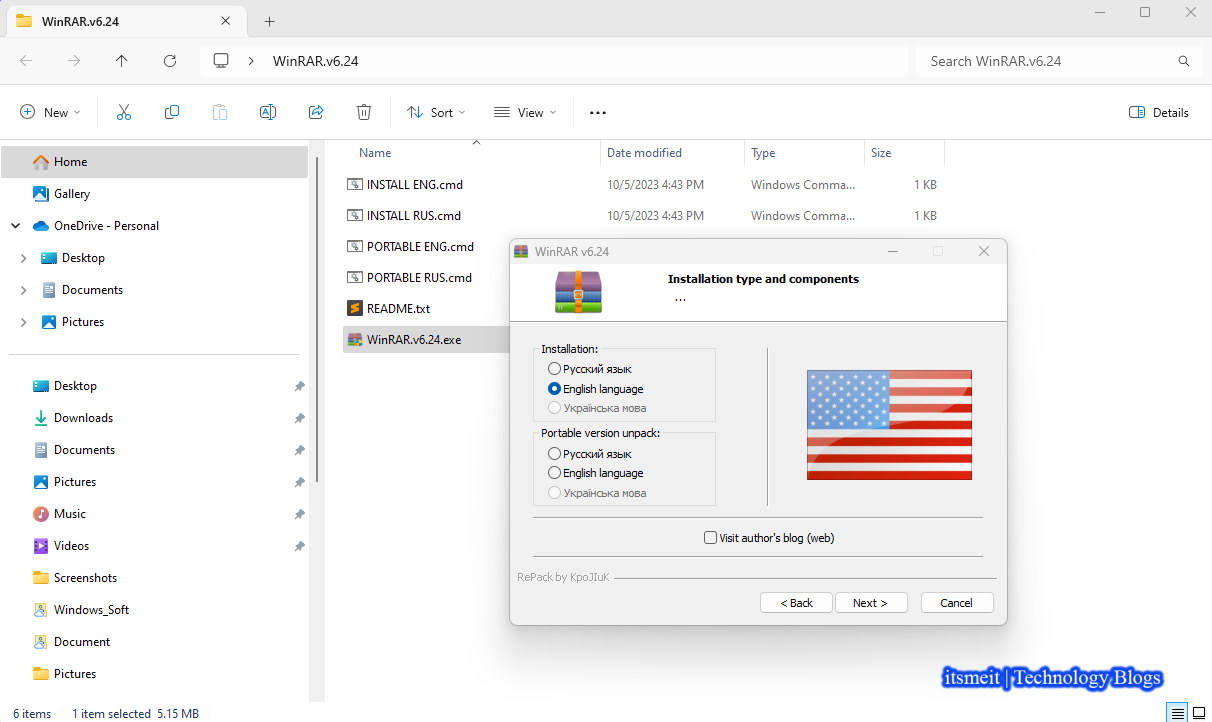 WinRAR.v6.24
WinRAR.v6.24
Search WinRAR.v6.24
New
Sort
View
Details
Home
Gallery
OneDrive - Personal
Desktop
Documents
Pictures
Desktop
Downloads
Documents
Pictures
Music
Videos
Screenshots
Windows_Soft
Document
Pictures
Name Date modified Type Size
INSTALL ENG.cmd 10/5/2023 4:43 PM Windows Comma... 1 KB
INSTALL RUS.cmd 10/5/2023 4:43 PM Windows Comma... 1 KB
PORTABLE ENG.cmd
PORTABLE RUS.cmd
README.txt
WinRAR.v6.24.exe
WinRAR v6.24
Installation type and components
...
Installation:
Русский язык
English language
Українська мова
Portable version unpack:
Русский язык
English language
Українська мова
Visit author's blog (web)
RePack by KpoJIuK
< Back
Next >
Cancel
itsmeit | Technology Blogs
6 items 1 item selected 5.15 MB